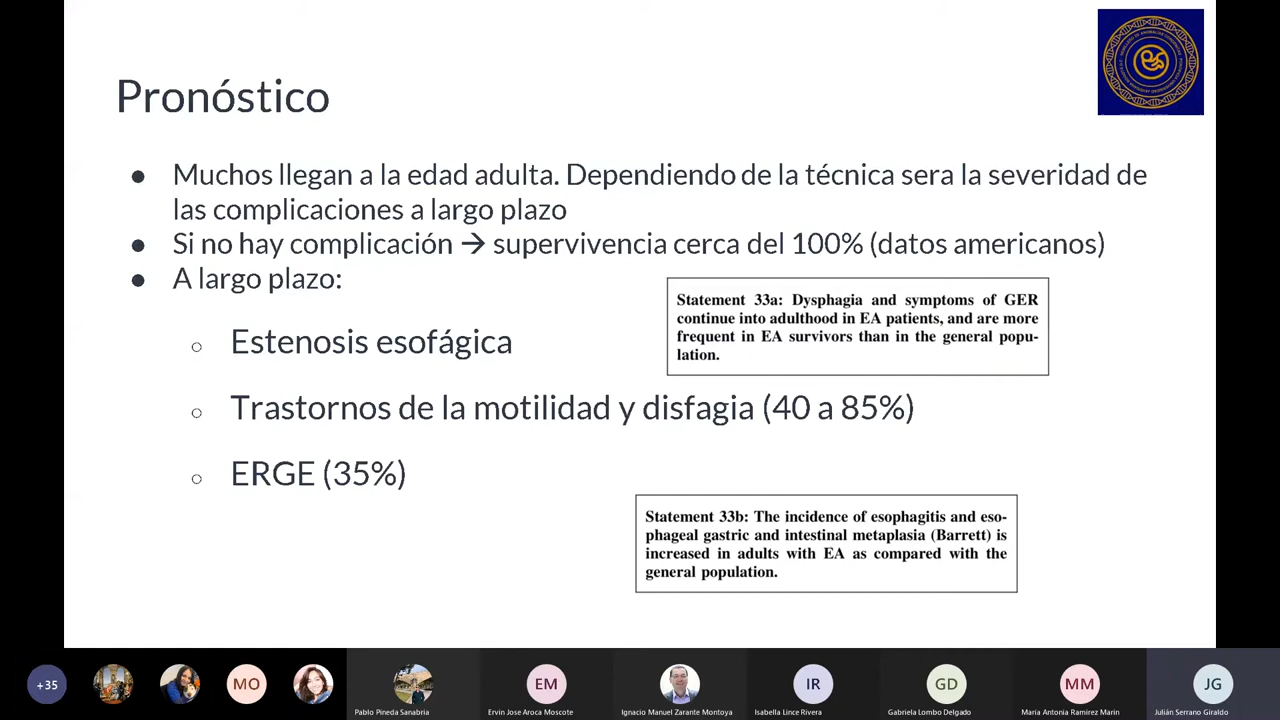 Pronóstico
● Muchos llegan a la edad adulta. Dependiendo de la técnica sera la severidad de
las complicaciones a largo plazo
● Si no hay complicación → supervivencia cerca del 100% (datos americanos)
● A largo plazo:
Statement 33a: Dysphagia and symptoms of GER
continue into adulthood in EA patients, and are more
frequent in EA survivors than in the general popu-
lation.
○ Estenosis esofágica
○ Trastornos de la motilidad y disfagia (40 a 85%)
○ ERGE (35%)
Statement 33b: The incidence of esophagitis and eso-
phageal gastric and intestinal metaplasia (Barrett) is
increased in adults with EA as compared with the
general population.
+35
MO
EM
IR
GD
MM
JG
Pablo Pineda Sanabria
Ervin Jose Aroca Moscote
Ignacio Manuel Zarante Montoya
Isabella Lince Rivera
Gabriela Lombo Delgado
Maria Antonia Ramirez Marin
Julián Serrano Giraldo